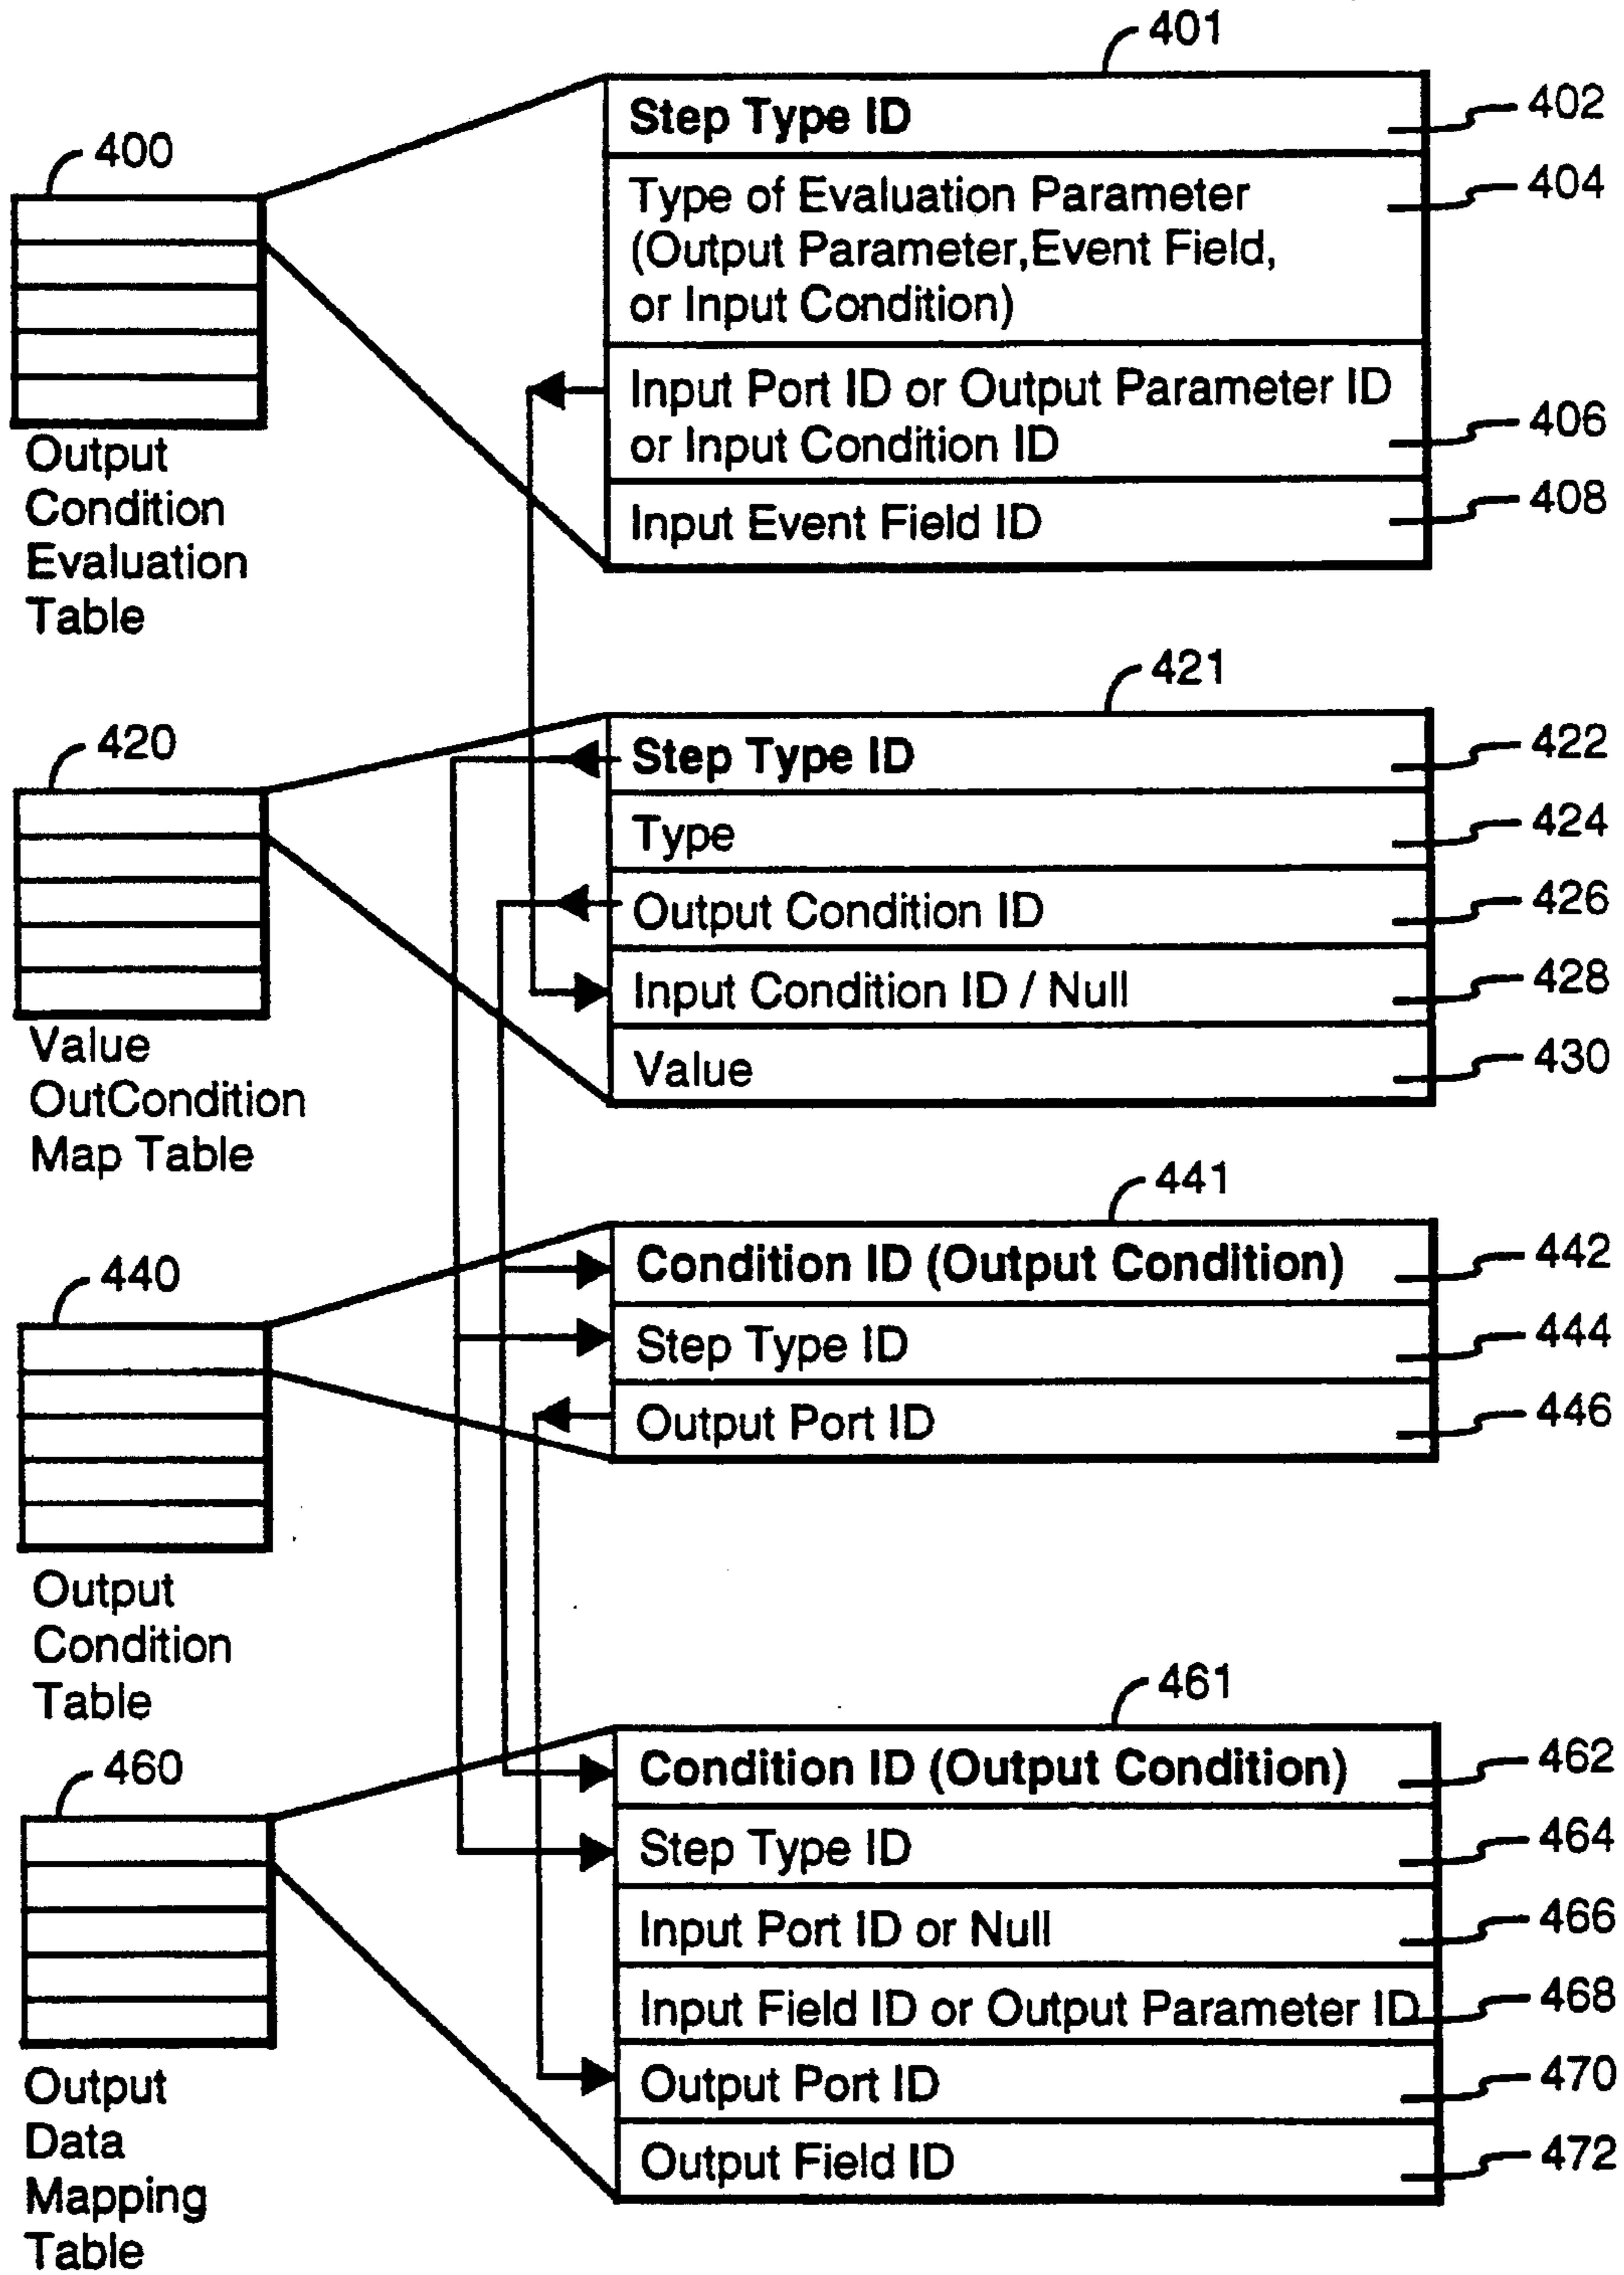 401
Step Type ID
402
400
Type of Evaluation Parameter
(Output Parameter,Event Field,
or Input Condition)
404
Input Port ID or Output Parameter ID
or Input Condition ID
406
Input Event Field ID
408
Output
Condition
Evaluation
Table
421
420
Step Type ID
422
Type
424
Output Condition ID
426
Input Condition ID / Null
428
Value
430
Value
OutCondition
Map Table
441
440
Condition ID (Output Condition)
442
Step Type ID
444
Output Port ID
446
Output
Condition
Table
461
460
Condition ID (Output Condition)
462
Step Type ID
464
Input Port ID or Null
466
Input Field ID or Output Parameter ID
468
Output Port ID
470
Output Field ID
472
Output
Data
Mapping
Table